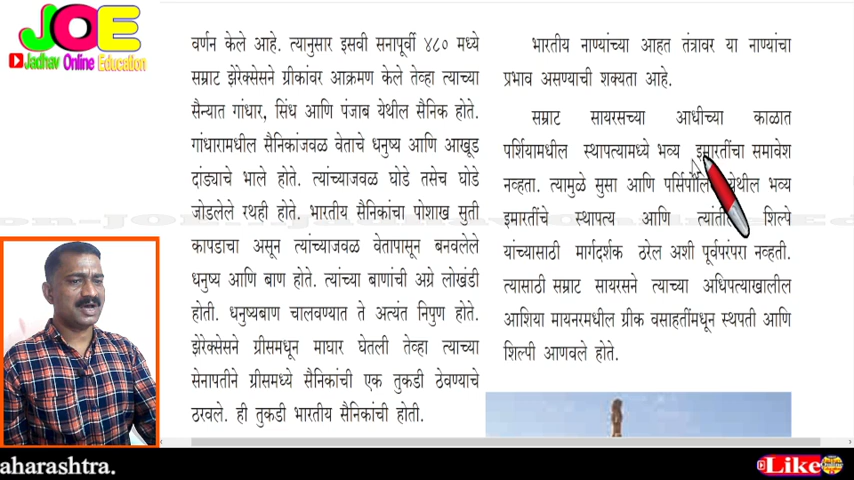 JOE
Jadhav Online Education
वर्णन केले आहे. त्यानुसार इसवी सनापूर्वी ४८० मध्ये
सम्राट झेरेक्सेसने ग्रीकांवर आक्रमण केले तेव्हा त्याच्या
सैन्यात गांधार, सिंध आणि पंजाब येथील सैनिक होते.
गांधारामधील सैनिकांजवळ वेताचे धनुष्य आणि आखूड
दांड्याचे भाले होते. त्यांच्याजवळ घोडे तसेच घोडे
जोडलेले रथही होते. भारतीय सैनिकांचा पोशाख सुती
कापडाचा असून त्यांच्याजवळ वेतापासून बनवलेले
धनुष्य आणि बाण होते. त्यांच्या बाणांची अग्रे लोखंडी
होती. धनुष्यबाण चालवण्यात ते अत्यंत निपुण होते.
झेरेक्सेसने ग्रीसमधून माघार घेतली तेव्हा त्याच्या
सेनापतीने ग्रीसमध्ये सैनिकांची एक तुकडी ठेवण्याचे
ठरवले. ही तुकडी भारतीय सैनिकांची होती.
भारतीय नाण्यांच्या आहत तंत्रावर या नाण्यांचा
प्रभाव असण्याची शक्यता आहे.
सम्राट सायरसच्या आधीच्या काळात
पर्शियामधील स्थापत्यामध्ये भव्य इमारतींचा समावेश
नव्हता. त्यामुळे सुसा आणि येथील भव्य
इमारतींचे स्थापत्य आणि शिल्पे
यांच्यासाठी मार्गदर्शक ठरेल अशी पूर्वपरंपरा नव्हती.
त्यासाठी सम्राट सायरसने त्याच्या अधिपत्याखालील
आशिया मायनरमधील ग्रीक वसाहतींमधून स्थपती आणि
शिल्पी आणवले होते.
aharashtra.
Like